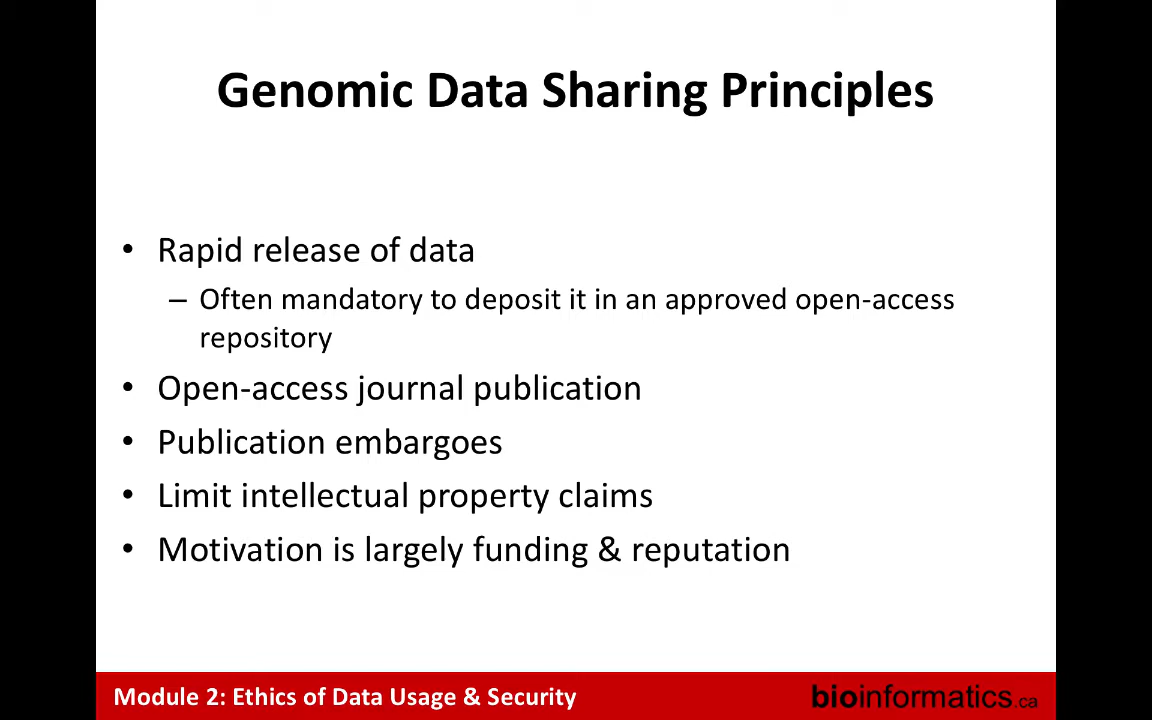 Genomic Data Sharing Principles
• Rapid release of data
– Often mandatory to deposit it in an approved open-access
repository
• Open-access journal publication
• Publication embargoes
• Limit intellectual property claims
• Motivation is largely funding & reputation
Module 2: Ethics of Data Usage & Security
bioinformatics.ca